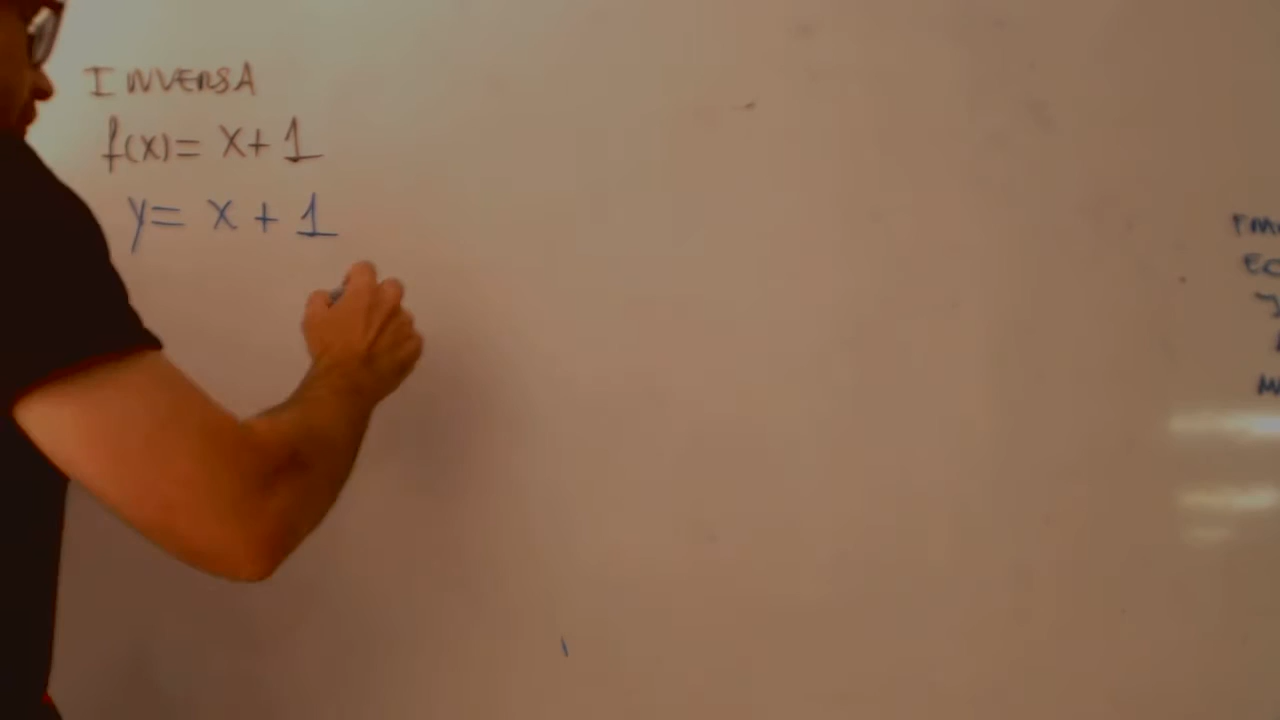 INVERSA
f(x)= x+1
y= x + 1